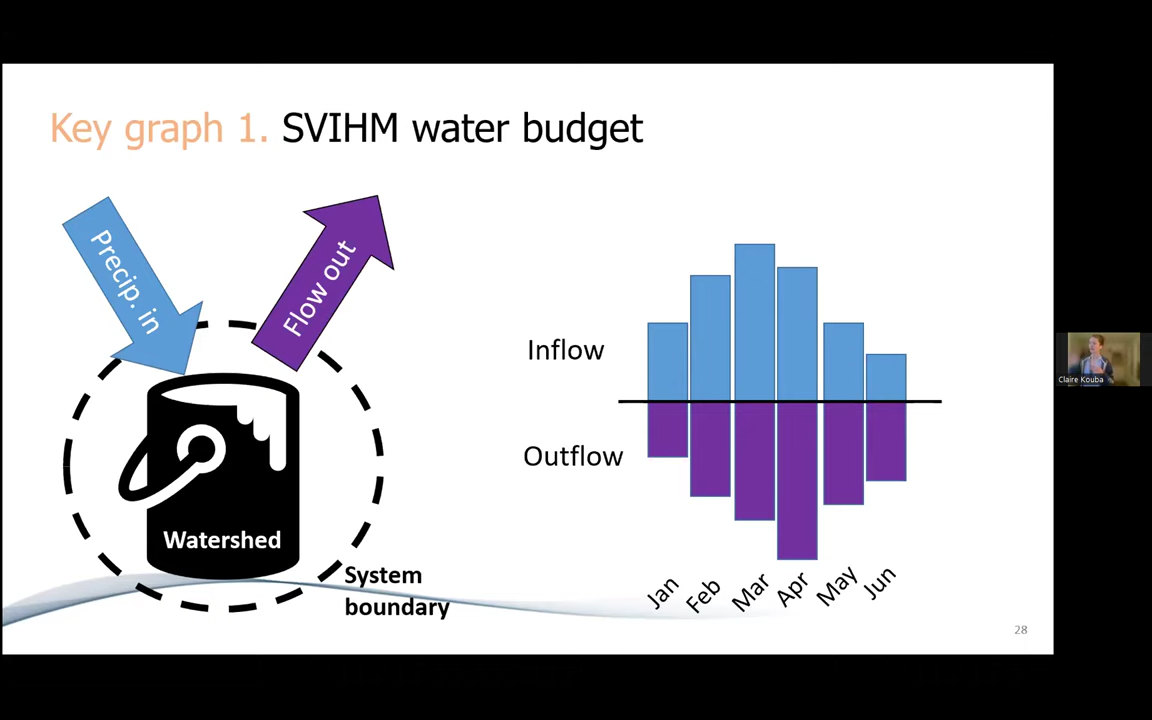 Key graph 1. SVIHM water budget
Precip. in
Flow out
Watershed
System
boundary
Inflow
Outflow
Jan
Feb
Mar
Apr
May
Jun
28
Claire Kouba